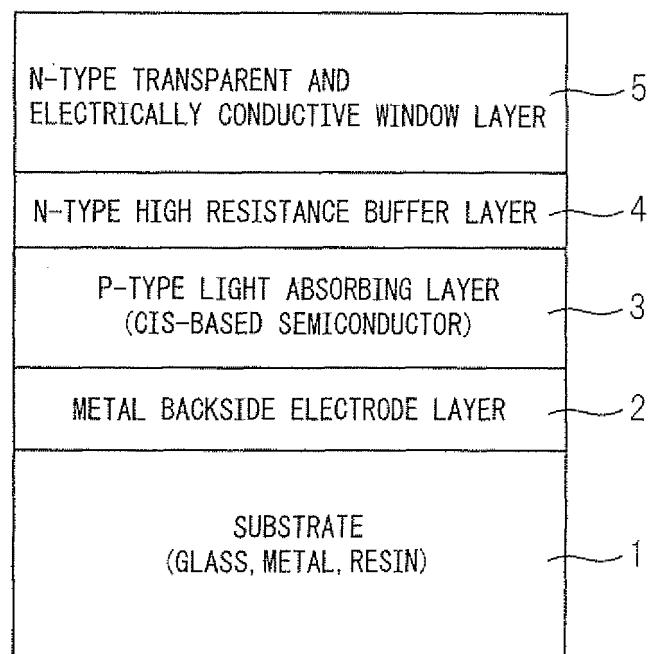 N-TYPE TRANSPARENT AND
ELECTRICALLY CONDUCTIVE WINDOW LAYER
5
N-TYPE HIGH RESISTANCE BUFFER LAYER
4
P-TYPE LIGHT ABSORBING LAYER
(CIS-BASED SEMICONDUCTOR)
3
METAL BACKSIDE ELECTRODE LAYER
2
SUBSTRATE
(GLASS, METAL, RESIN)
1